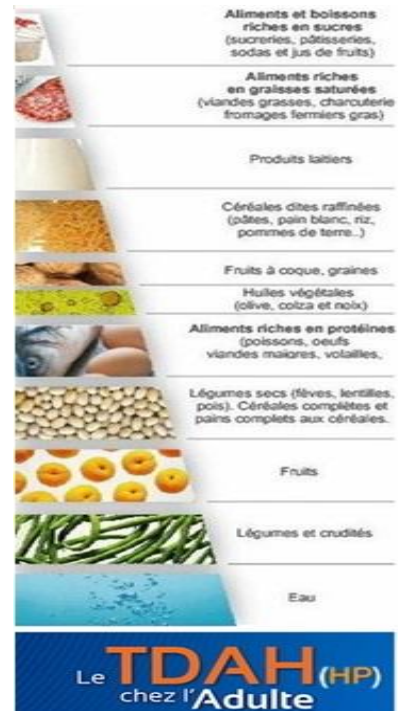 Aliments et boissons
riches en sucres
(sucreries, pâtisseries,
sodas et jus de fruits)
Aliments riches
en graisses saturées
(viandes grasses, charcuterie
fromages fermiers gras)
Produits laitiers
Céréales dites raffinées
(pâtes, pain blanc, riz,
pommes de terre..)
Fruits à coque, graines
Huiles végétales
(olive, colza et noix)
Aliments riches en protéines
(poissons, oeufs
viandes maigres, volailles,
Légumes secs (fèves, lentilles,
pois). Céréales complètes et
pains complets aux céréales.
Fruits
Légumes et crudités
Eau
Le TDAH (HP)
chez l'Adulte